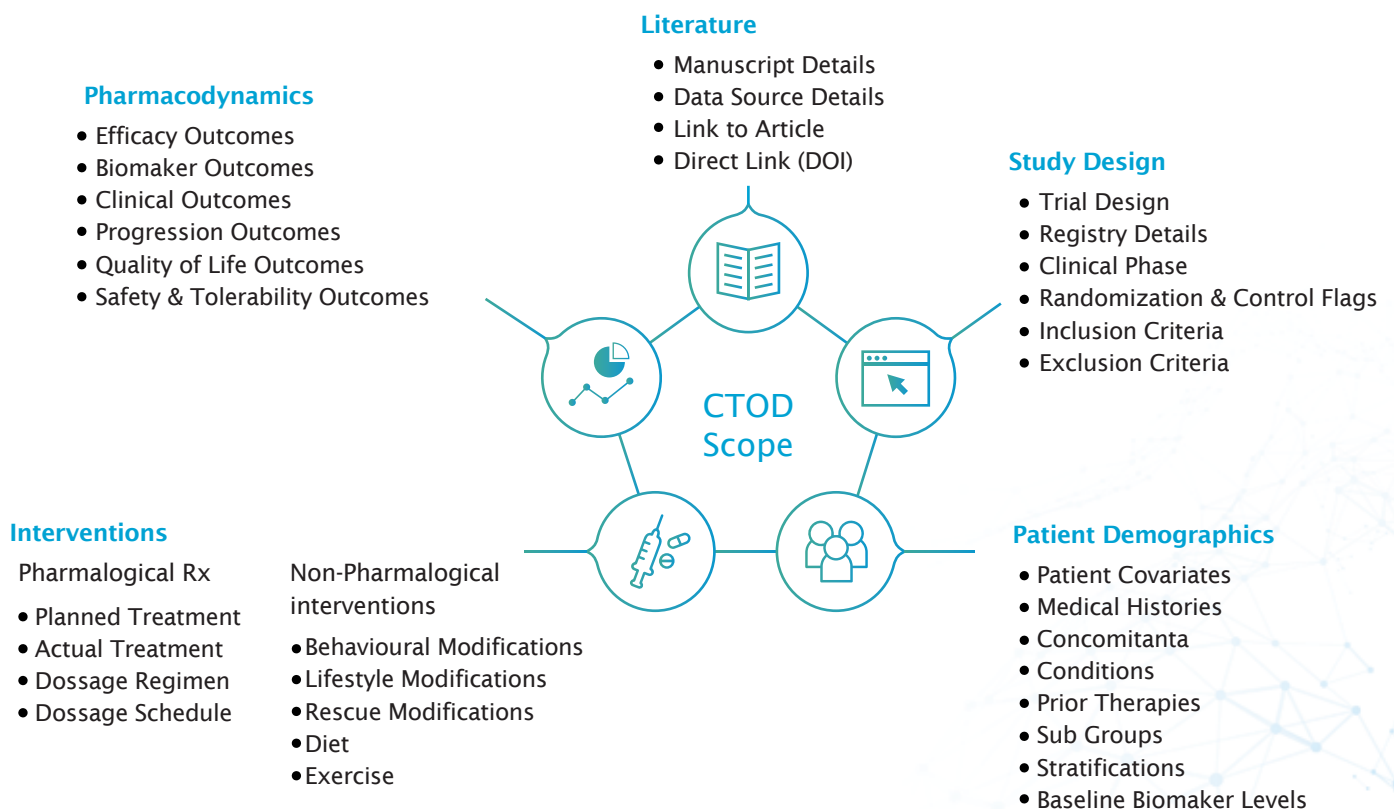 Literature
• Manuscript Details
• Data Source Details
• Link to Article
• Direct Link (DOI)
Pharmacodynamics
• Efficacy Outcomes
• Biomaker Outcomes
• Clinical Outcomes
• Progression Outcomes
• Quality of Life Outcomes
• Safety & Tolerability Outcomes
Study Design
• Trial Design
• Registry Details
• Clinical Phase
• Randomization & Control Flags
• Inclusion Criteria
• Exclusion Criteria
CTOD
Scope
Interventions
Pharmalogical Rx
• Planned Treatment
• Actual Treatment
• Dossage Regimen
• Dossage Schedule
Non-Pharmalogical
interventions
• Behavioural Modifications
• Lifestyle Modifications
• Rescue Modifications
• Diet
• Exercise
Patient Demographics
• Patient Covariates
• Medical Histories
• Concomitanta
• Conditions
• Prior Therapies
• Sub Groups
• Stratifications
• Baseline Biomaker Levels